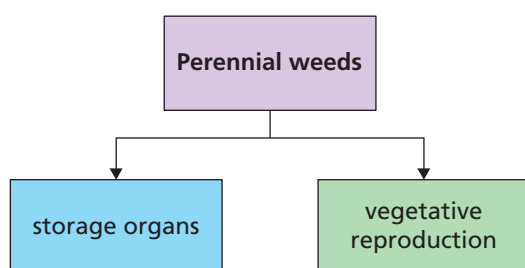 Perennial weeds
storage organs
vegetative
reproduction